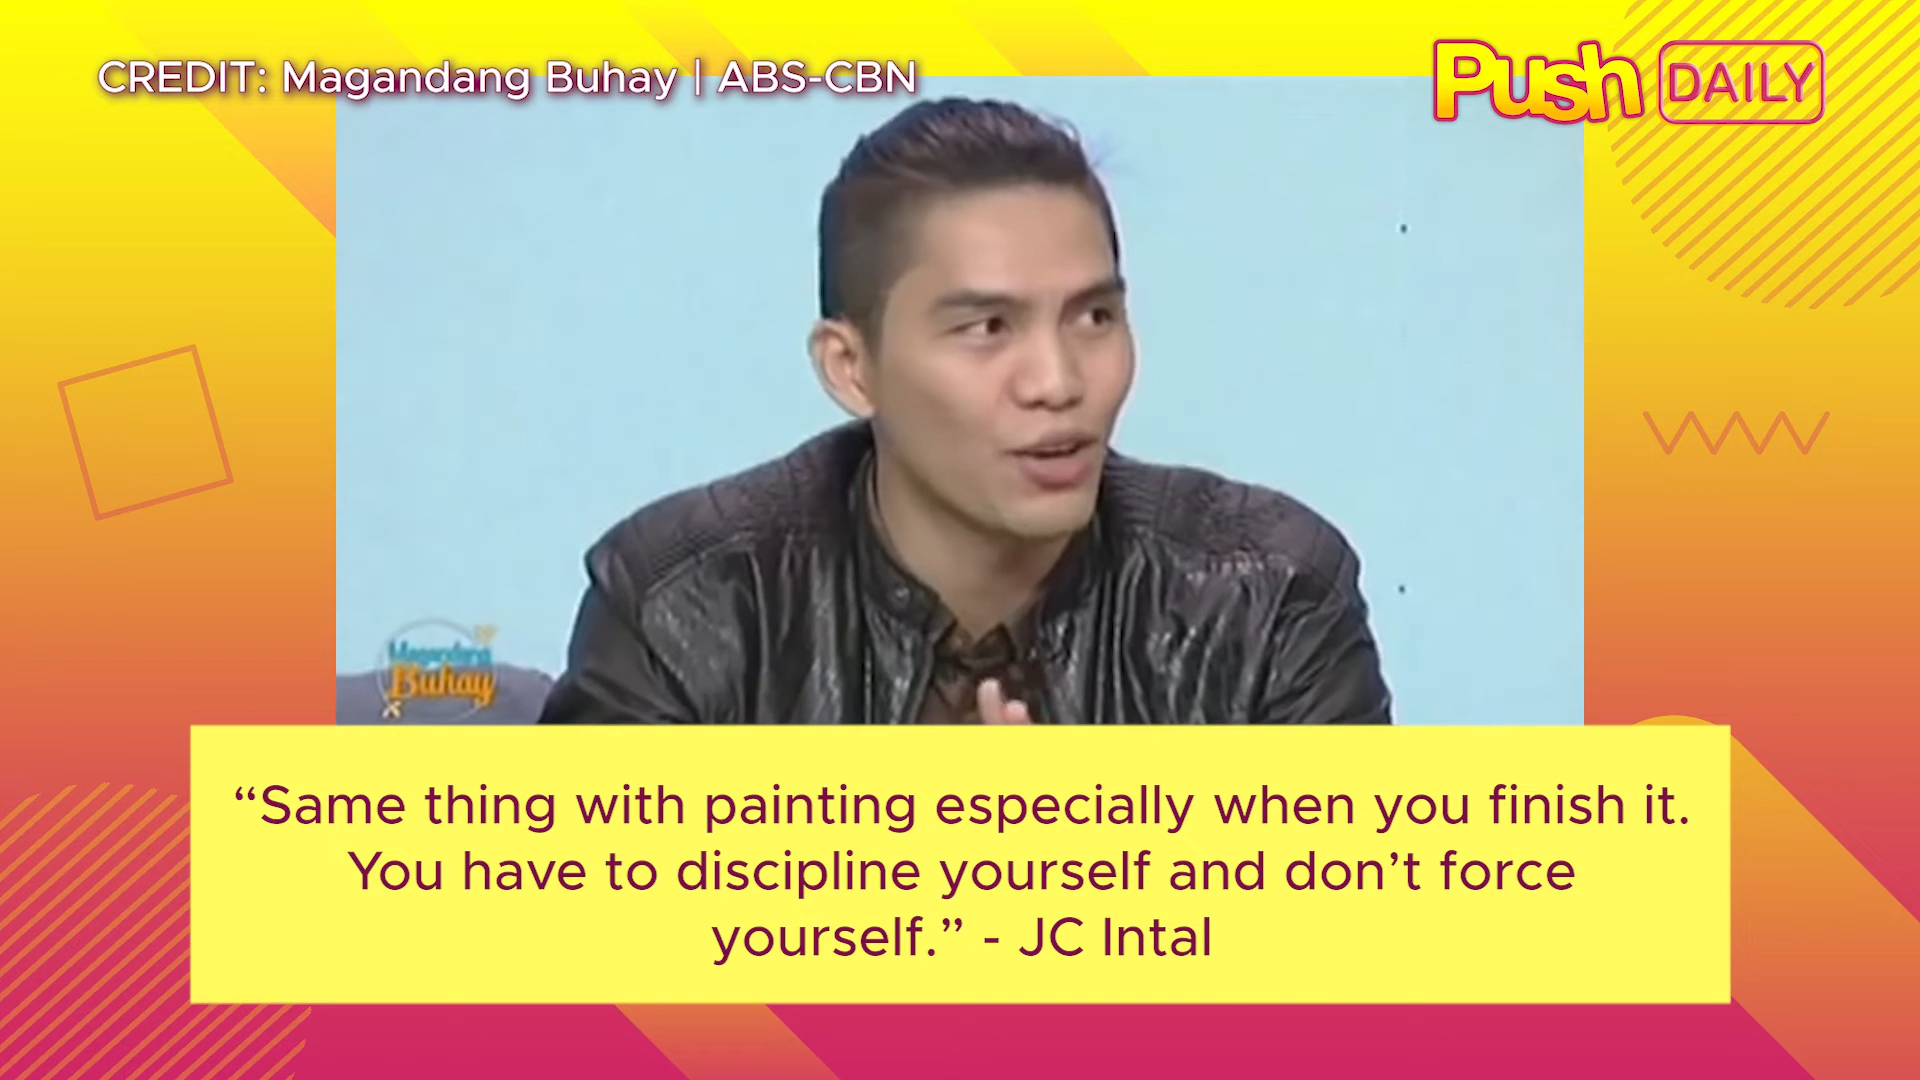 CREDIT: Magandang Buhay | ABS-CBN
Push DAILY
Magandang
Buhay
“Same thing with painting especially when you finish it.
You have to discipline yourself and don’t force
yourself.” - JC Intal